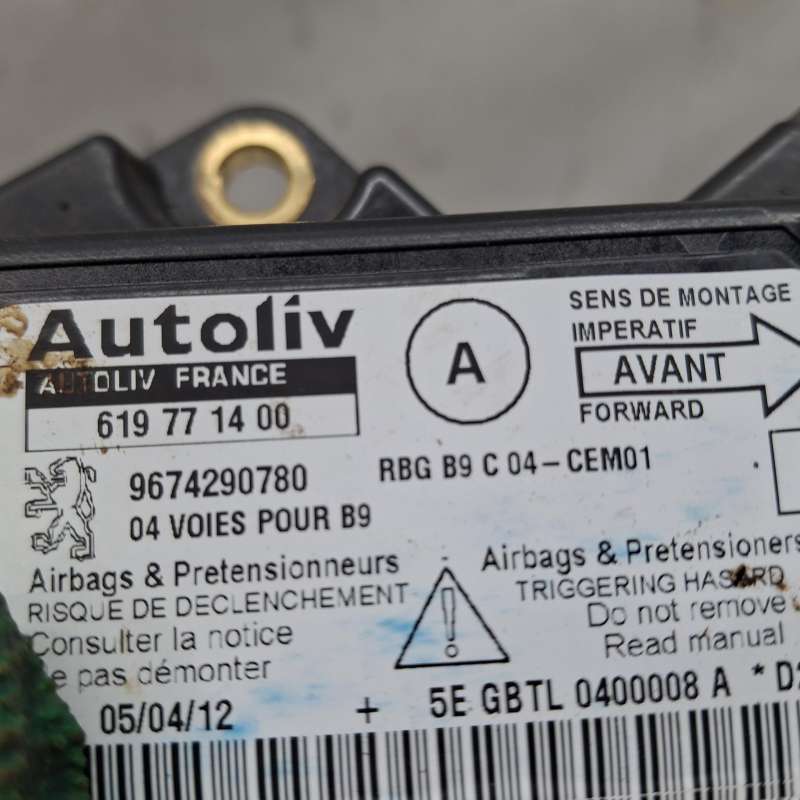 Autoliv
AUTOLIV FRANCE
619 77 14 00
A
SENS DE MONTAGE
IMPERATIF
AVANT
FORWARD
9674290780
04 VOIES POUR B9
RBG B9 C 04-CEM01
Airbags & Pretensionneurs
RISQUE DE DECLENCHEMENT
Consulter la notice
e pas démonter
Airbags & Pretensioners
TRIGGERING HASARD
Do not remove
Read manual
!
05/04/12 + 5E GBTL 0400008 A * D2